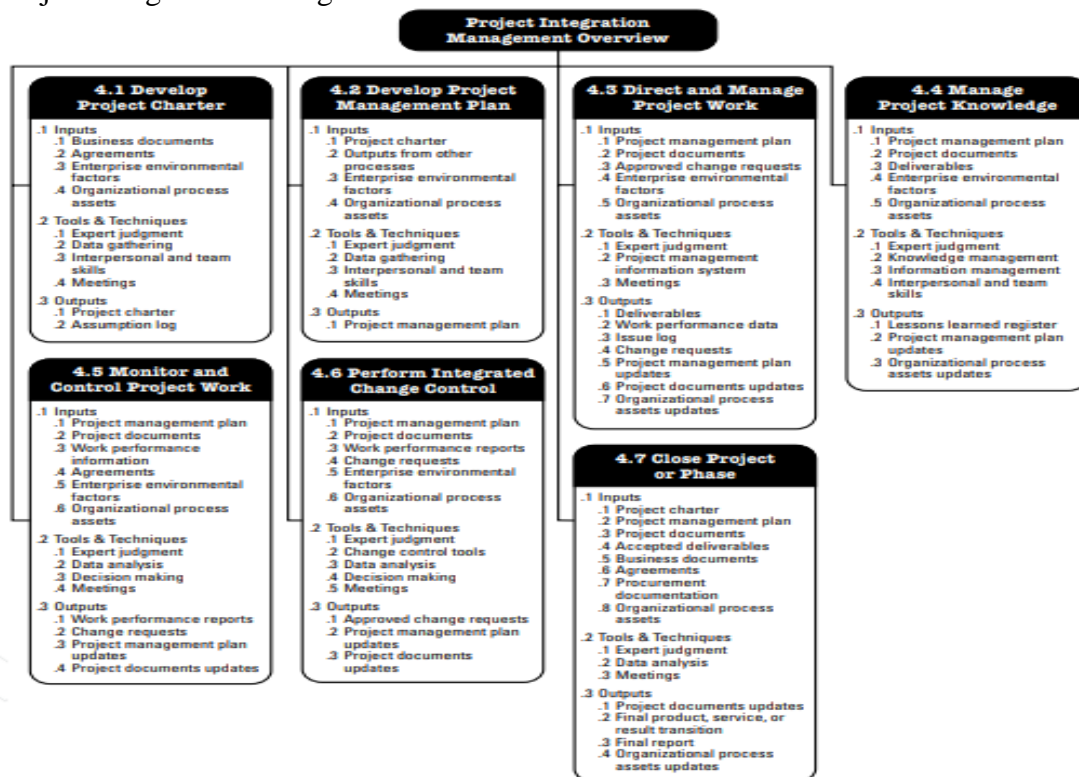 Project Integration
Management Overview
4.1 Develop
Project Charter
.1 Inputs
.1 Business documents
.2 Agreements
.3 Enterprise environmental
factors
.4 Organizational process
assets
.2 Tools & Techniques
.1 Expert judgment
.2 Data gathering
.3 Interpersonal and team
skills
.4 Meetings
.3 Outputs
.1 Project charter
.2 Assumption log
4.2 Develop Project
Management Plan
.1 Inputs
.1 Project charter
.2 Outputs from other
processes
.3 Enterprise environmental
factors
.4 Organizational process
assets
.2 Tools & Techniques
.1 Expert judgment
.2 Data gathering
.3 Interpersonal and team
skills
.4 Meetings
.3 Outputs
.1 Project management plan
4.3 Direct and Manage
Project Work
.1 Inputs
.1 Project management plan
.2 Project documents
.3 Approved change requests
.4 Enterprise environmental
factors
.5 Organizational process
assets
.2 Tools & Techniques
.1 Expert judgment
.2 Project management
information system
.3 Meetings
.3 Outputs
.1 Deliverables
.2 Work performance data
.3 Issue log
.4 Change requests
.5 Project management plan
updates
.6 Project documents updates
.7 Organizational process
assets updates
4.4 Manage
Project Knowledge
.1 Inputs
.1 Project management plan
.2 Project documents
.3 Deliverables
.4 Enterprise environmental
factors
.5 Organizational process
assets
.2 Tools & Techniques
.1 Expert judgment
.2 Knowledge management
.3 Information management
.4 Interpersonal and team
skills
.3 Outputs
.1 Lessons learned register
.2 Project management plan
updates
.3 Organizational process
assets updates
4.5 Monitor and
Control Project Work
.1 Inputs
.1 Project management plan
.2 Project documents
.3 Work performance
information
.4 Agreements
.5 Enterprise environmental
factors
.6 Organizational process
assets
.2 Tools & Techniques
.1 Expert judgment
.2 Data analysis
.3 Decision making
.4 Meetings
.3 Outputs
.1 Work performance reports
.2 Change requests
.3 Project management plan
updates
.4 Project documents updates
4.6 Perform Integrated
Change Control
.1 Inputs
.1 Project management plan
.2 Project documents
.3 Work performance reports
.4 Change requests
.5 Enterprise environmental
factors
.6 Organizational process
assets
.2 Tools & Techniques
.1 Expert judgment
.2 Change control tools
.3 Data analysis
.4 Decision making
.5 Meetings
.3 Outputs
.1 Approved change requests
.2 Project management plan
updates
.3 Project documents
updates
4.7 Close Project
or Phase
.1 Inputs
.1 Project charter
.2 Project management plan
.3 Project documents
.4 Accepted deliverables
.5 Business documents
.6 Agreements
.7 Procurement
documentation
.8 Organizational process
assets
.2 Tools & Techniques
.1 Expert judgment
.2 Data analysis
.3 Meetings
.3 Outputs
.1 Project documents updates
.2 Final product, service, or
result transition
.3 Final report
.4 Organizational process
assets updates